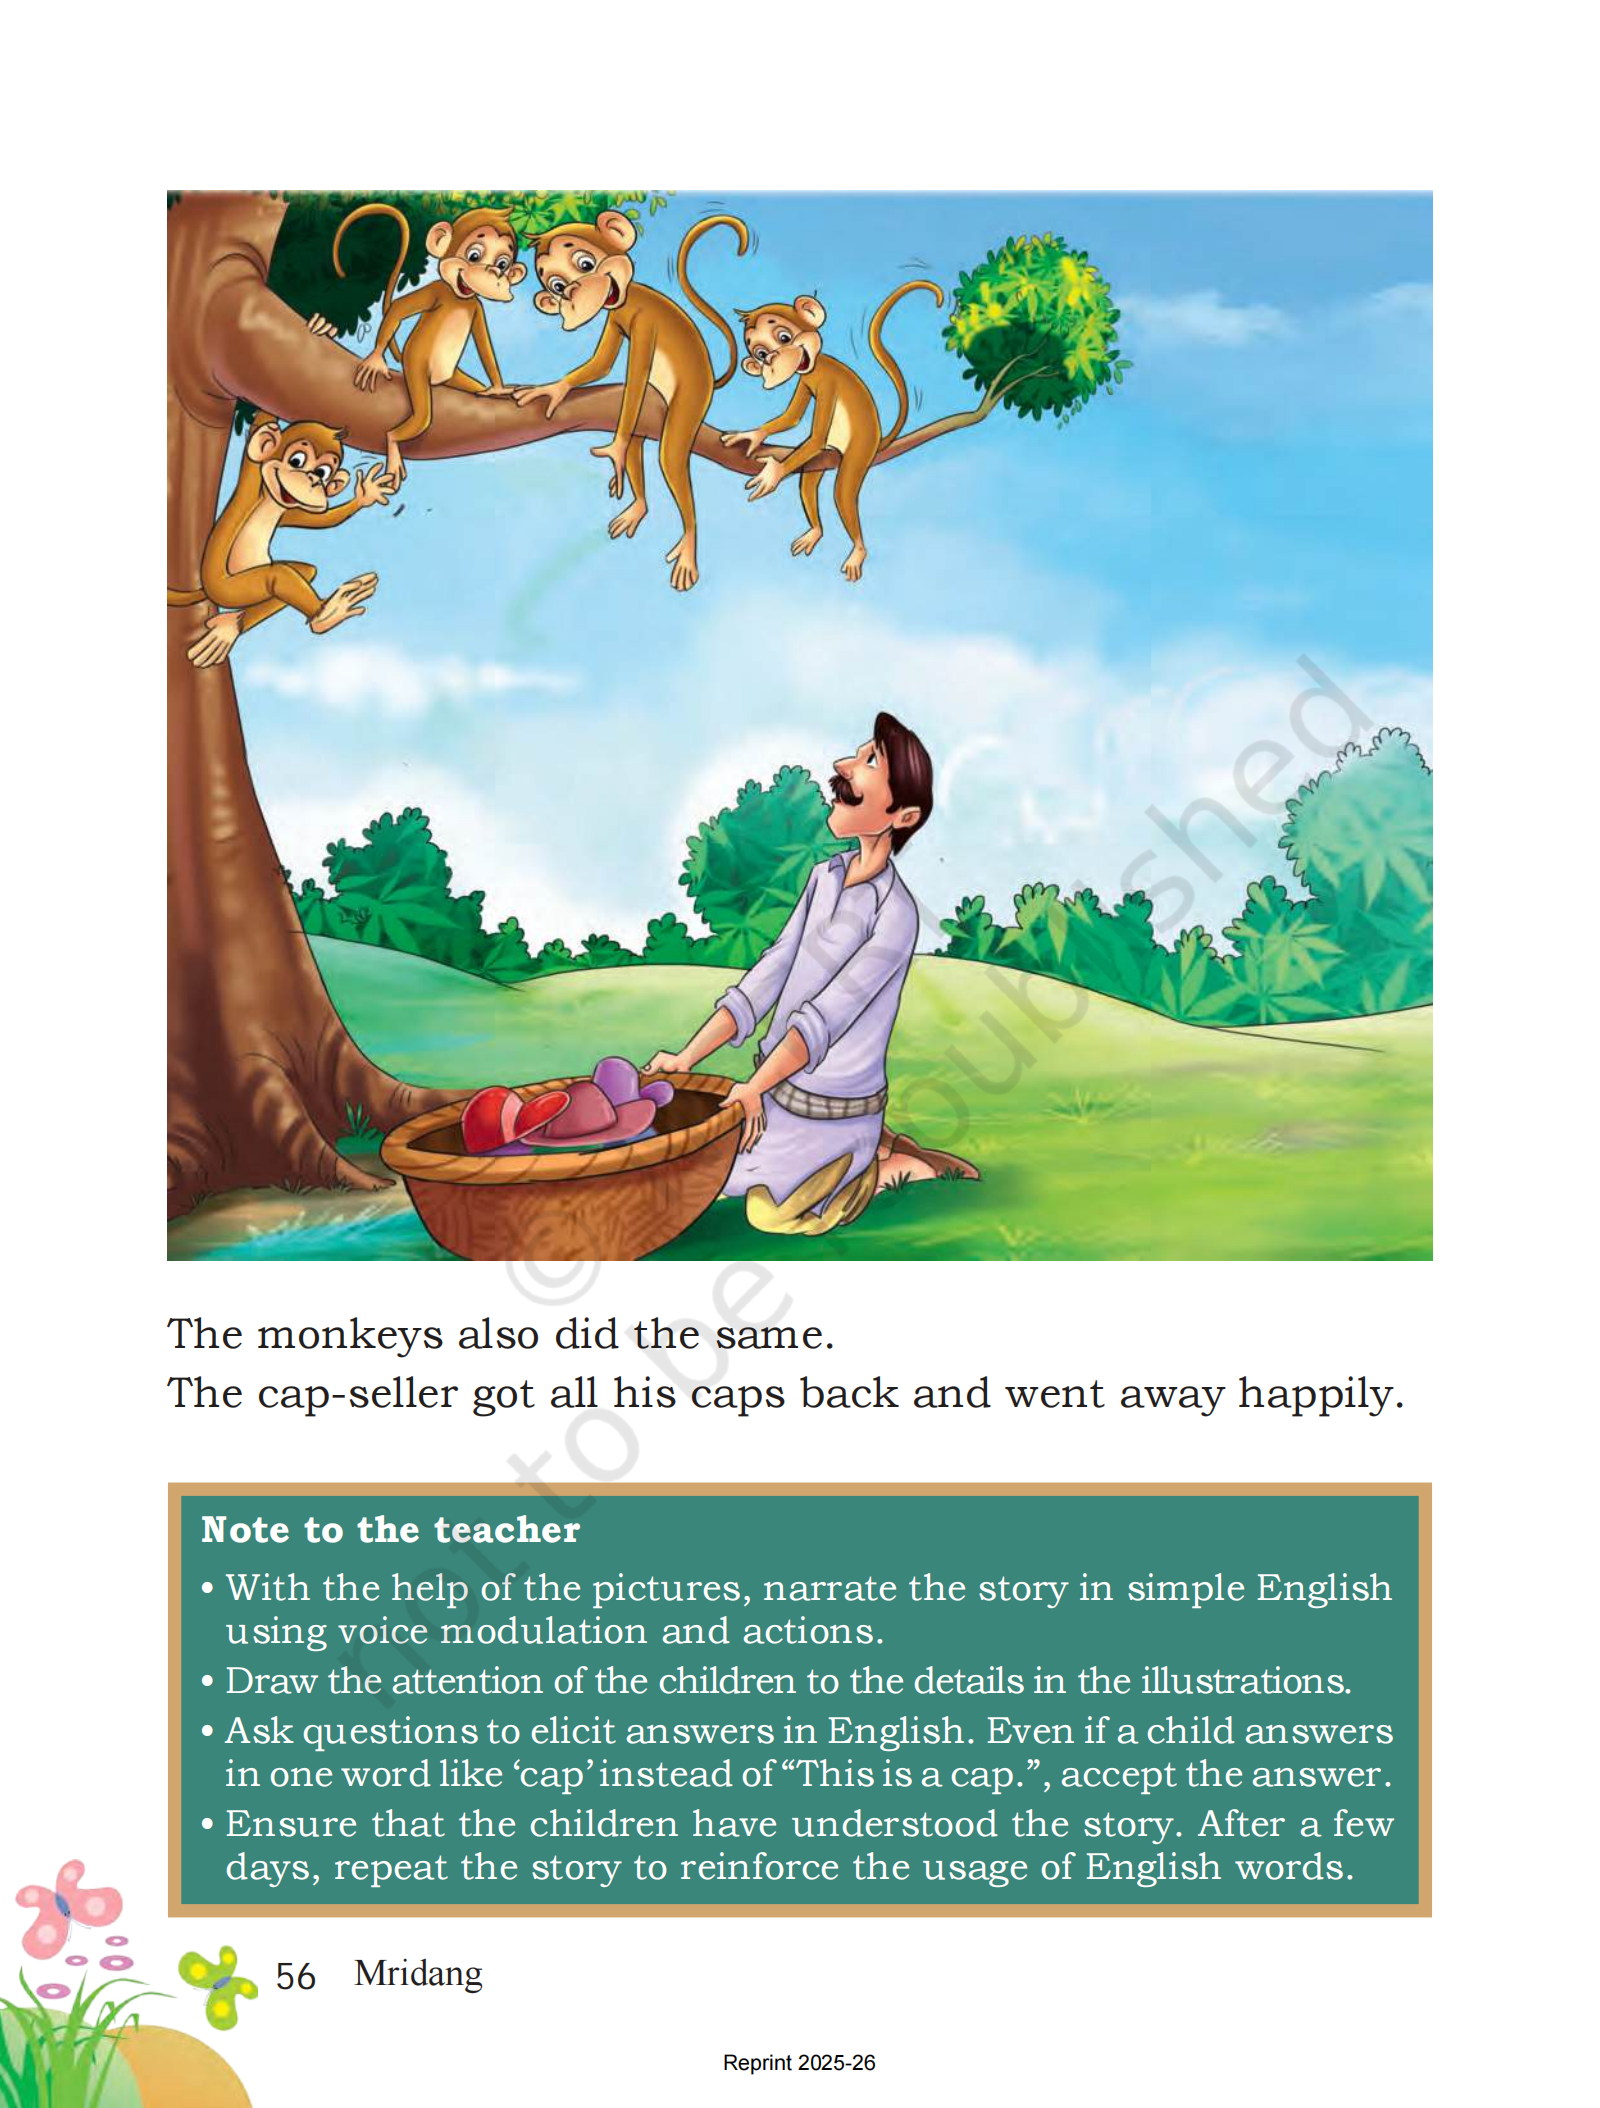 The monkeys also did the same.
The cap-seller got all his caps back and went away happily.
Note to the teacher
• With the help of the pictures, narrate the story in simple English
using voice modulation and actions.
• Draw the attention of the children to the details in the illustrations.
• Ask questions to elicit answers in English. Even if a child answers
in one word like ‘cap’ instead of “This is a cap.”, accept the answer.
• Ensure that the children have understood the story. After a few
days, repeat the story to reinforce the usage of English words.
56 Mridang
Reprint 2025-26
©
not to be republished